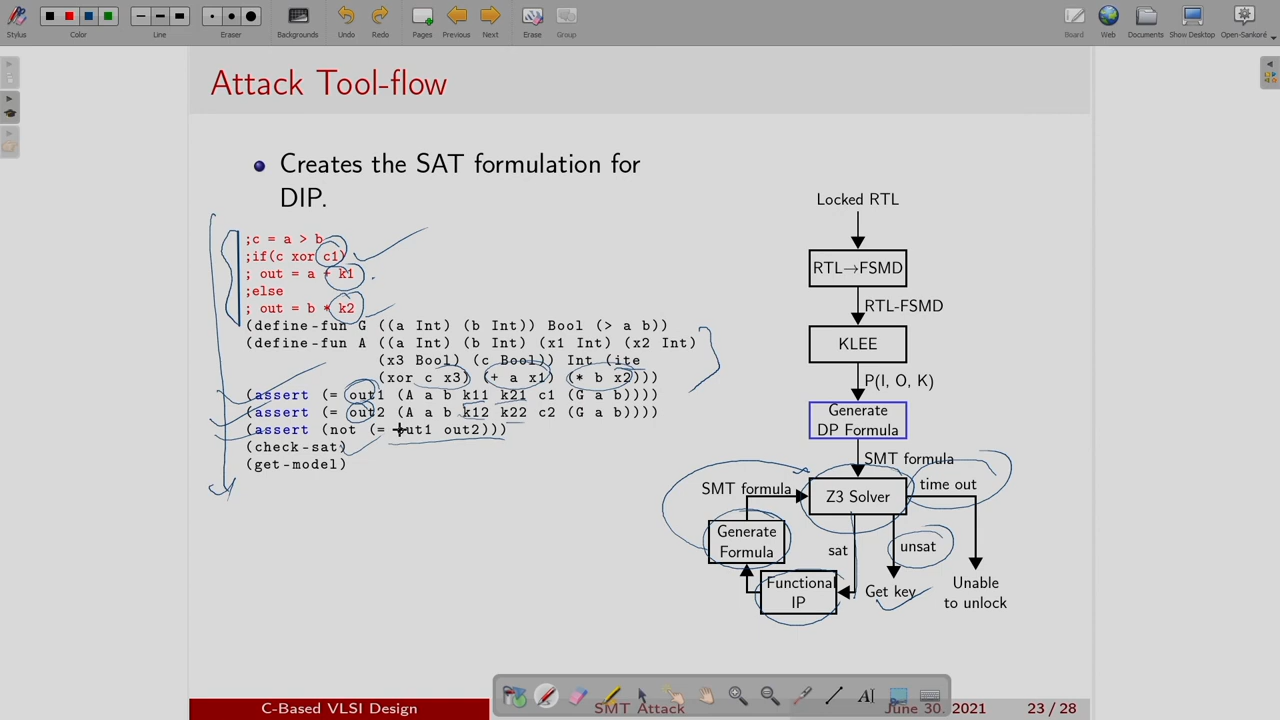 Stylus
Color
Line
Eraser
Backgrounds
Undo
Redo
Pages
Previous
Next
Erase
Group
Board
Web
Documents
Show Desktop
Open-Sankoré
Attack Tool-flow
Creates the SAT formulation for
DIP.
;c = a > b
;if(c xor c1)
; out = a + k1
;else
; out = b * k2
(define-fun G ((a Int) (b Int)) Bool (> a b))
(define-fun A ((a Int) (b Int) (x1 Int) (x2 Int)
(x3 Bool) (c Bool)) Int (ite
(xor c x3) (+ a x1) (* b x2)))
(assert (= out1 (A a b k11 k21 c1 (G a b))))
(assert (= out2 (A a b k12 k22 c2 (G a b))))
(assert (not (= out1 out2)))
(check-sat)
(get-model)
Locked RTL
RTL→FSMD
RTL-FSMD
KLEE
P(I, O, K)
Generate
DP Formula
SMT formula
SMT formula
Z3 Solver
time out
Generate
Formula
sat
unsat
Functional
IP
Get key
Unable
to unlock
C-Based VLSI Design
SMT Attack
June 30, 2021
23 / 28